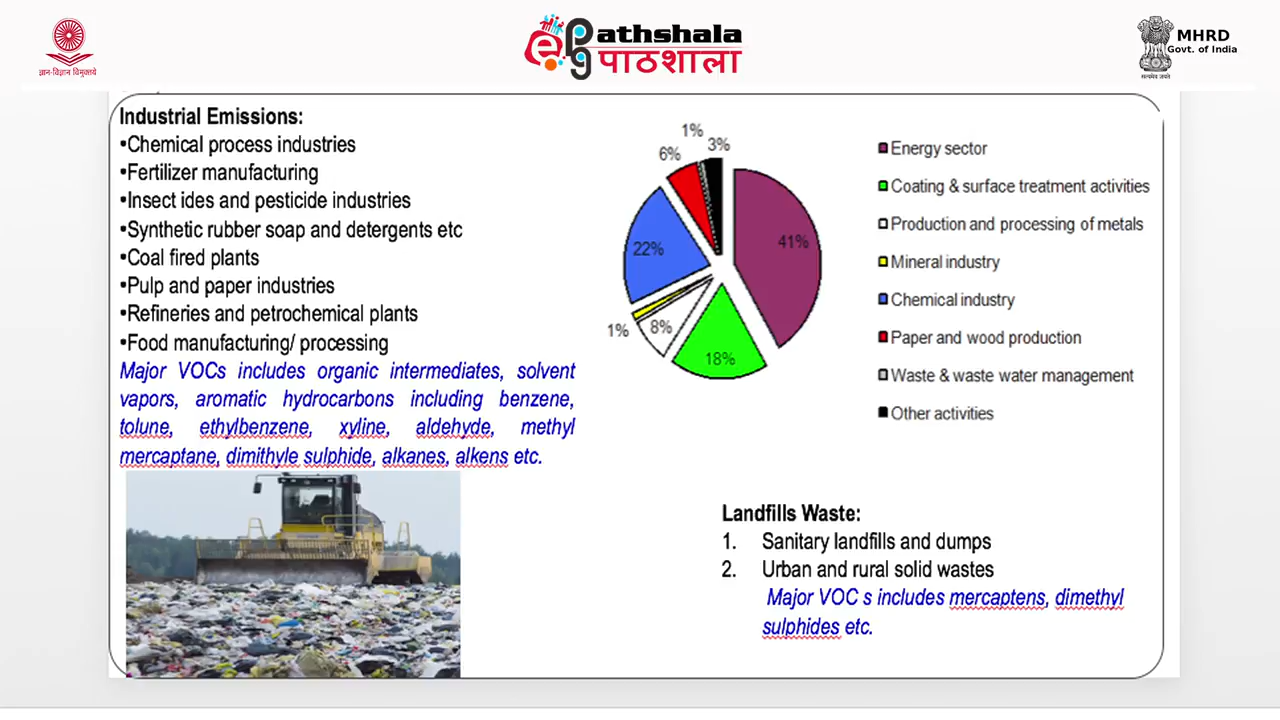 ज्ञान-विज्ञान विमुक्तये
athshala
पाठशाला
MHRD
Govt. of India
सत्यमेव जयते
Industrial Emissions:
•Chemical process industries
•Fertilizer manufacturing
•Insect ides and pesticide industries
•Synthetic rubber soap and detergents etc
•Coal fired plants
•Pulp and paper industries
•Refineries and petrochemical plants
•Food manufacturing/ processing
Major VOCs includes organic intermediates, solvent
vapors, aromatic hydrocarbons including benzene,
tolune, ethylbenzene, xyline, aldehyde, methyl
mercaptane, dimithyle sulphide, alkanes, alkens etc.
1%
3%
6%
41%
22%
1%
8%
18%
Energy sector
Coating & surface treatment activities
Production and processing of metals
Mineral industry
Chemical industry
Paper and wood production
Waste & waste water management
Other activities
Landfills Waste:
1. Sanitary landfills and dumps
2. Urban and rural solid wastes
Major VOC s includes mercaptens, dimethyl
sulphides etc.